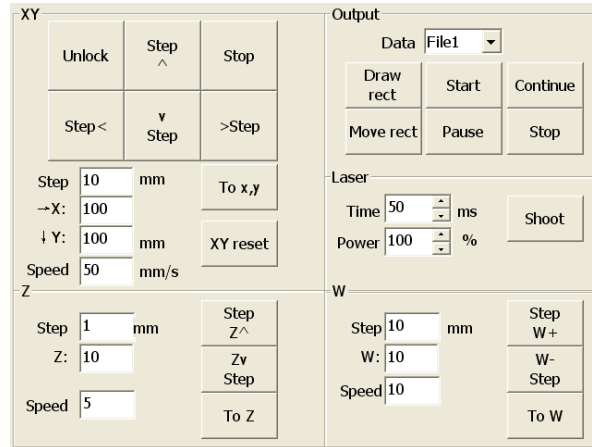 XY
Unlock
Step
^
Stop
Step<
v
Step
>Step
Step 10 mm
→X: 100
↓Y: 100 mm
Speed 50 mm/s
To x,y
XY reset
Output
Data File1
Draw
rect
Start
Continue
Move rect
Pause
Stop
Laser
Time 50 ms
Power 100 %
Shoot
Z
Step 1 mm
Z: 10
Speed 5
Step
Z^
Zv
Step
To Z
W
Step 10 mm
W: 10
Speed 10
Step
W+
W-
Step
To W